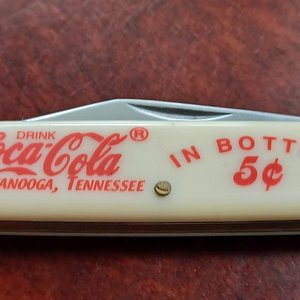 DRINK
Coca-Cola®
ANOOGA, TENNESSEE
IN BOTT
5¢